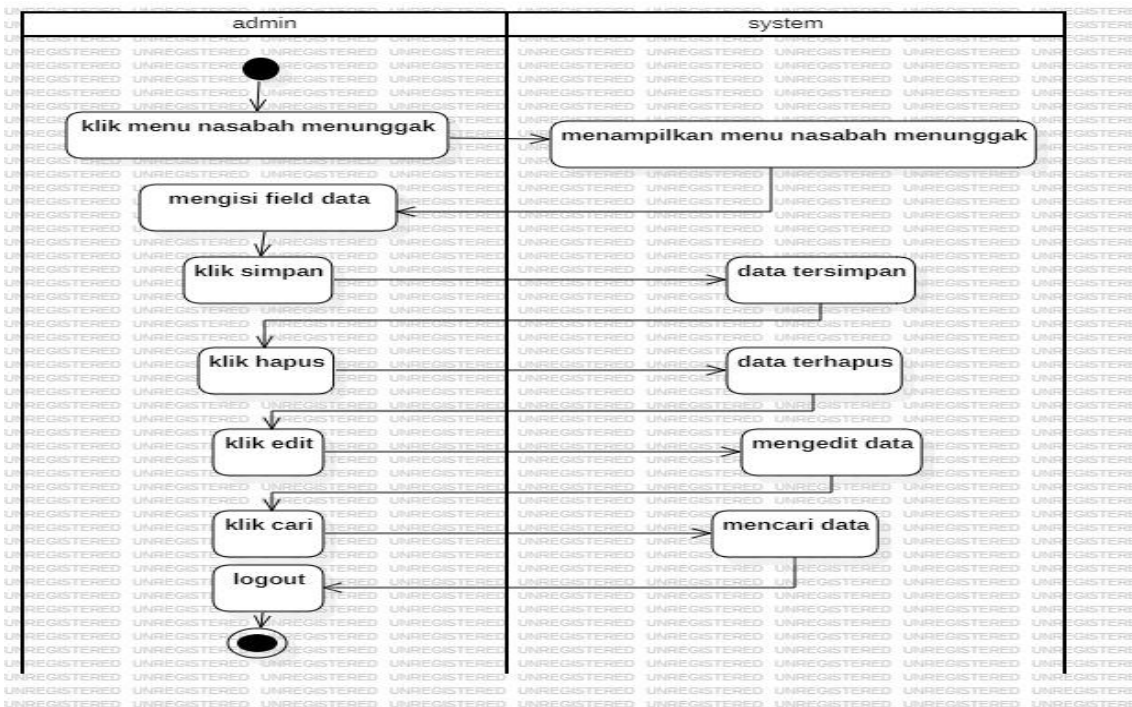 admin
system
klik menu nasabah menunggak
menampilkan menu nasabah menunggak
mengisi field data
klik simpan
data tersimpan
klik hapus
data terhapus
klik edit
mengedit data
klik cari
mencari data
logout
UNREGISTERED